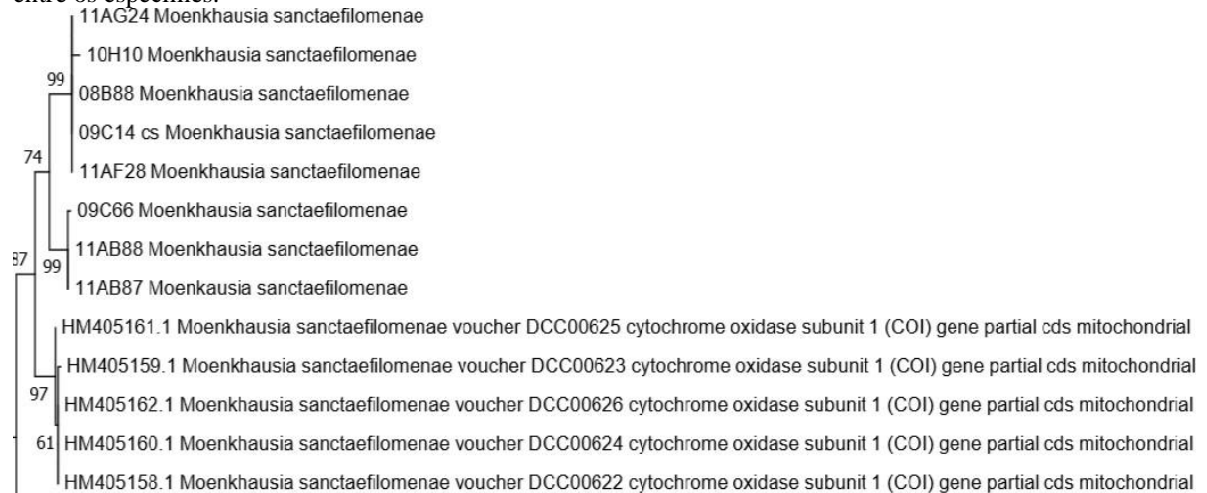 entre os espécimes.
11AG24 Moenkhausia sanctaefilomenae
10H10 Moenkhausia sanctaefilomenae
99
08B88 Moenkhausia sanctaefilomenae
09C14 cs Moenkhausia sanctaefilomenae
74
11AF28 Moenkhausia sanctaefilomenae
09C66 Moenkhausia sanctaefilomenae
11AB88 Moenkhausia sanctaefilomenae
87
99
11AB87 Moenkausia sanctaefilomenae
HM405161.1 Moenkhausia sanctaefilomenae voucher DCC00625 cytochrome oxidase subunit 1 (COI) gene partial cds mitochondrial
HM405159.1 Moenkhausia sanctaefilomenae voucher DCC00623 cytochrome oxidase subunit 1 (COI) gene partial cds mitochondrial
97
HM405162.1 Moenkhausia sanctaefilomenae voucher DCC00626 cytochrome oxidase subunit 1 (COI) gene partial cds mitochondrial
61
HM405160.1 Moenkhausia sanctaefilomenae voucher DCC00624 cytochrome oxidase subunit 1 (COI) gene partial cds mitochondrial
HM405158.1 Moenkhausia sanctaefilomenae voucher DCC00622 cytochrome oxidase subunit 1 (COI) gene partial cds mitochondrial